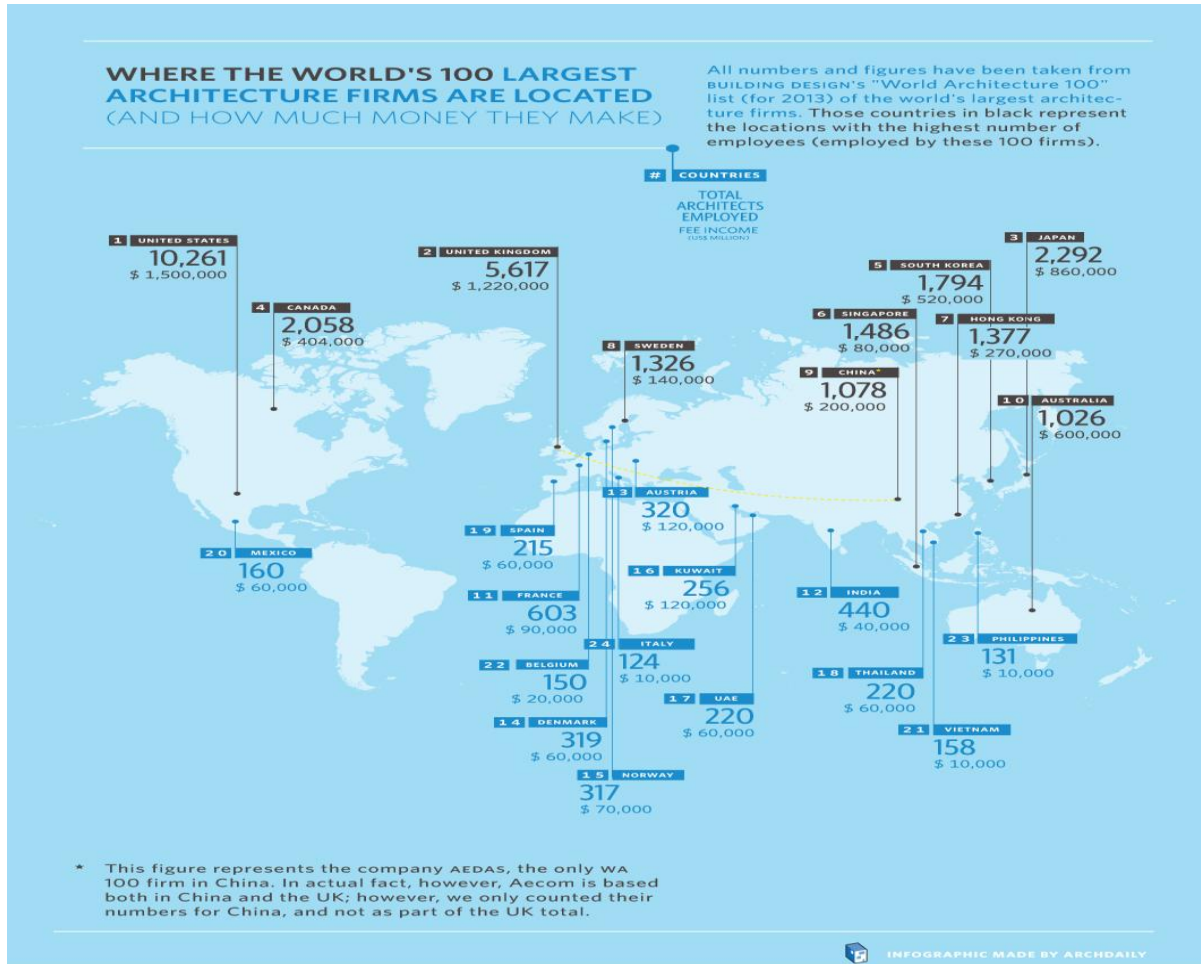 WHERE THE WORLD'S 100 LARGEST
ARCHITECTURE FIRMS ARE LOCATED
(AND HOW MUCH MONEY THEY MAKE)
All numbers and figures have been taken from
BUILDING DESIGN'S "World Architecture 100"
list (for 2013) of the world's largest architec-
ture firms. Those countries in black represent
the locations with the highest number of
employees (employed by these 100 firms).
# COUNTRIES
TOTAL
ARCHITECTS
EMPLOYED
FEE INCOME
(US$ MILLION)
1 UNITED STATES
10,261
$ 1,500,000
2 UNITED KINGDOM
5,617
$ 1,220,000
3 JAPAN
2,292
$ 860,000
4 CANADA
2,058
$ 404,000
5 SOUTH KOREA
1,794
$ 520,000
6 SINGAPORE
1,486
$ 80,000
7 HONG KONG
1,377
$ 270,000
8 SWEDEN
1,326
$ 140,000
9 CHINA*
1,078
$ 200,000
10 AUSTRALIA
1,026
$ 600,000
13 AUSTRIA
320
$ 120,000
19 SPAIN
215
$ 60,000
20 MEXICO
160
$ 60,000
16 KUWAIT
256
$ 120,000
11 FRANCE
603
$ 90,000
12 INDIA
440
$ 40,000
24 ITALY
124
$ 10,000
23 PHILIPPINES
131
$ 10,000
22 BELGIUM
150
$ 20,000
18 THAILAND
220
$ 60,000
17 UAE
220
$ 60,000
14 DENMARK
319
$ 60,000
21 VIETNAM
158
$ 10,000
15 NORWAY
317
$ 70,000
* This figure represents the company AEDAS, the only WA
100 firm in China. In actual fact, however, Aecom is based
both in China and the UK; however, we only counted their
numbers for China, and not as part of the UK total.
INFOGRAPHIC MADE BY ARCHDAILY